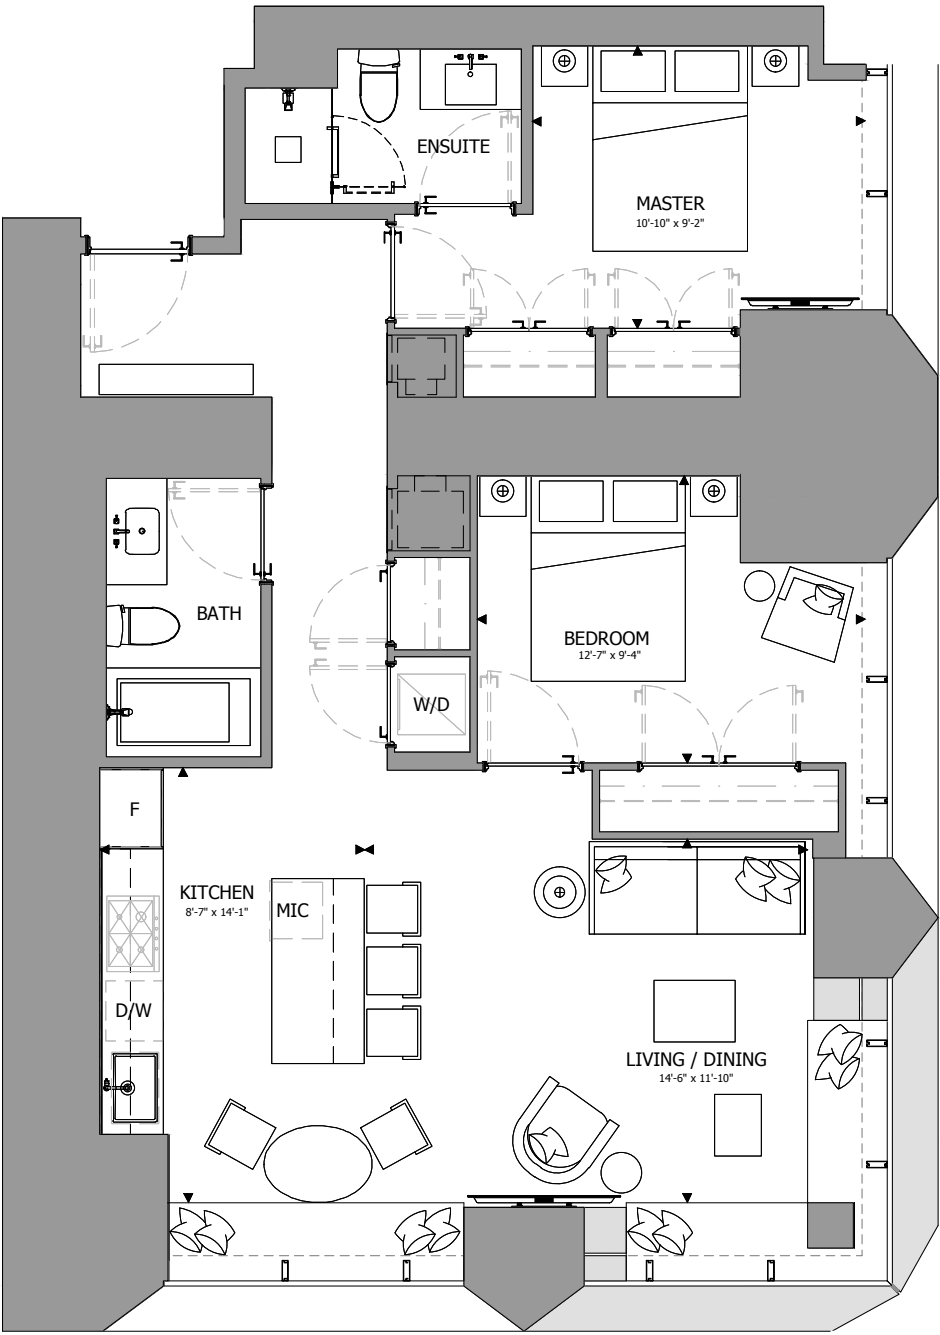 ENSUITE
MASTER
10'-10" x 9'-2"
BATH
BEDROOM
12'-7" x 9'-4"
W/D
F
KITCHEN
8'-7" x 14'-1"
MIC
D/W
LIVING / DINING
14'-6" x 11'-10"